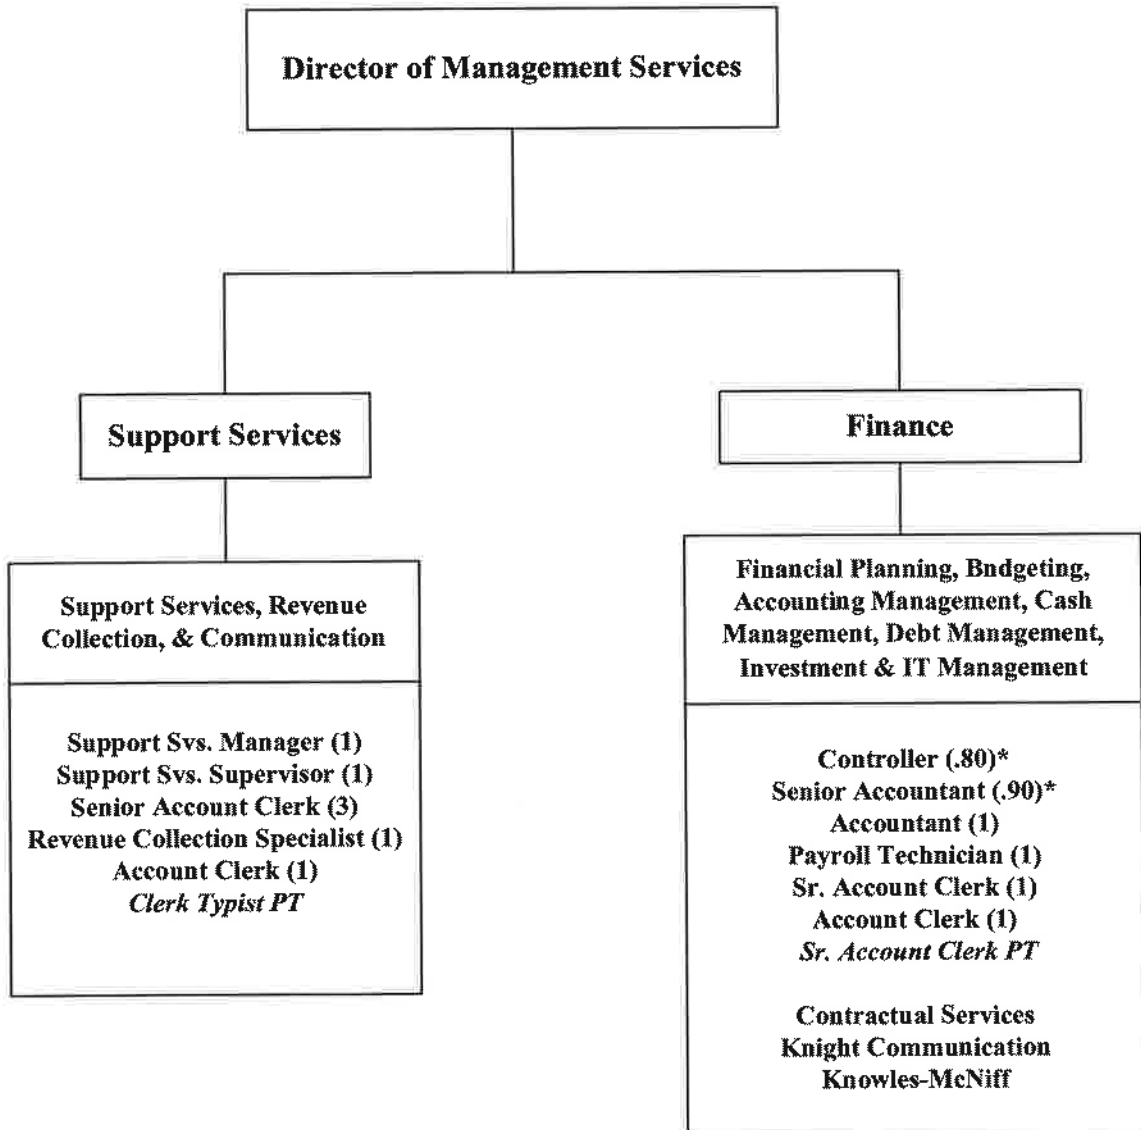 Director of Management Services
Support Services
Finance
Support Services, Revenue
Collection, & Communication
Support Svs. Manager (1)
Support Svs. Supervisor (1)
Senior Account Clerk (3)
Revenue Collection Specialist (1)
Account Clerk (1)
Clerk Typist PT
Financial Planning, Bndgeting,
Accounting Management, Cash
Management, Debt Management,
Investment & IT Management
Controller (.80)*
Senior Accountant (.90)*
Accountant (1)
Payroll Technician (1)
Sr. Account Clerk (1)
Account Clerk (1)
Sr. Account Clerk PT
Contractual Services
Knight Communication
Knowles-McNiff